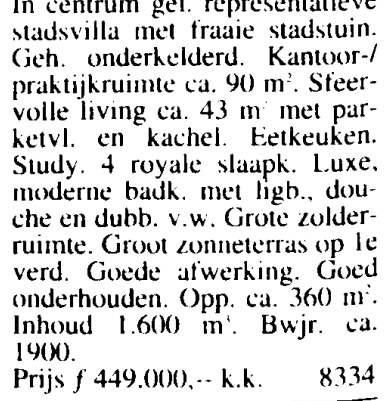 In centrum gel. representatieve
stadsvilla met fraaie stadstuin.
Geh. onderkelderd. Kantoor-/
praktijkruimte ca. 90 m². Sfeer-
volle living ca. 43 m² met par-
ketvl. en kachel. Eetkeuken.
Study. 4 royale slaapk. Luxe,
moderne badk. met ligb., dou-
che en dubb. v.w. Grote zolder-
ruimte. Groot zonneterras op 1e
verd. Goede afwerking. Goed
onderhouden. Opp. ca. 360 m².
Inhoud 1.600 m³. Bwjr. ca.
1900.
Prijs f 449.000,-- k.k. 8334